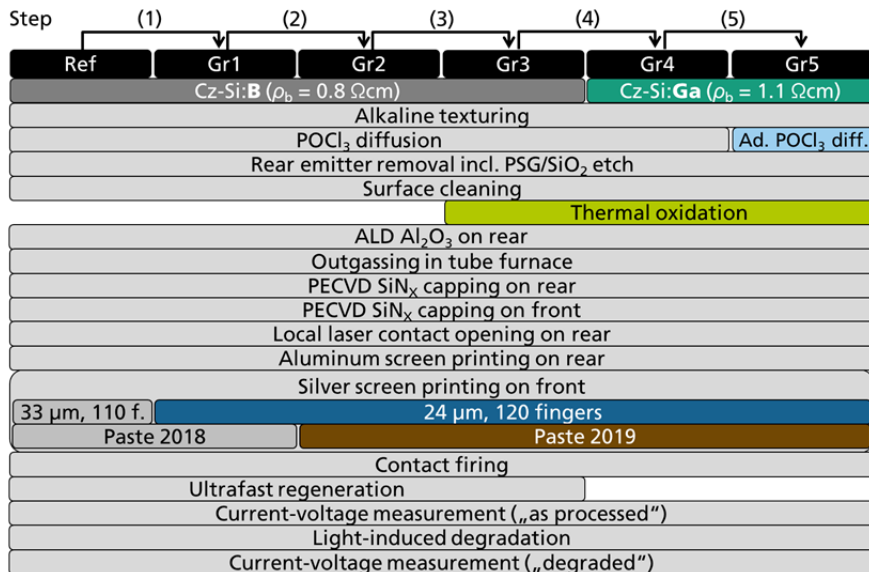 Step (1) (2) (3) (4) (5)
Ref Gr1 Gr2 Gr3 Gr4 Gr5
Cz-Si:B (ρb = 0.8 Ωcm) Cz-Si:Ga (ρb = 1.1 Ωcm)
Alkaline texturing
POCl3 diffusion Ad. POCl3 diff.
Rear emitter removal incl. PSG/SiO2 etch
Surface cleaning
Thermal oxidation
ALD Al2O3 on rear
Outgassing in tube furnace
PECVD SiNX capping on rear
PECVD SiNX capping on front
Local laser contact opening on rear
Aluminum screen printing on rear
Silver screen printing on front
33 µm, 110 f. 24 µm, 120 fingers
Paste 2018 Paste 2019
Contact firing
Ultrafast regeneration
Current-voltage measurement („as processed“)
Light-induced degradation
Current-voltage measurement („degraded“)